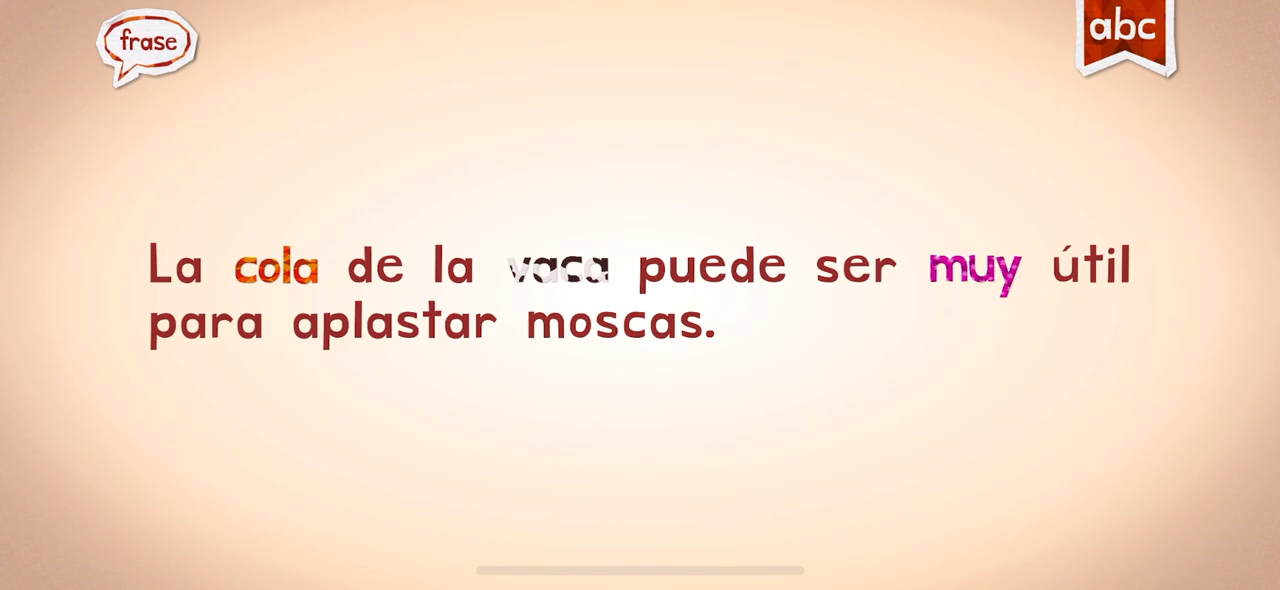 frase
abc
La cola de la vaca puede ser muy útil
para aplastar moscas.